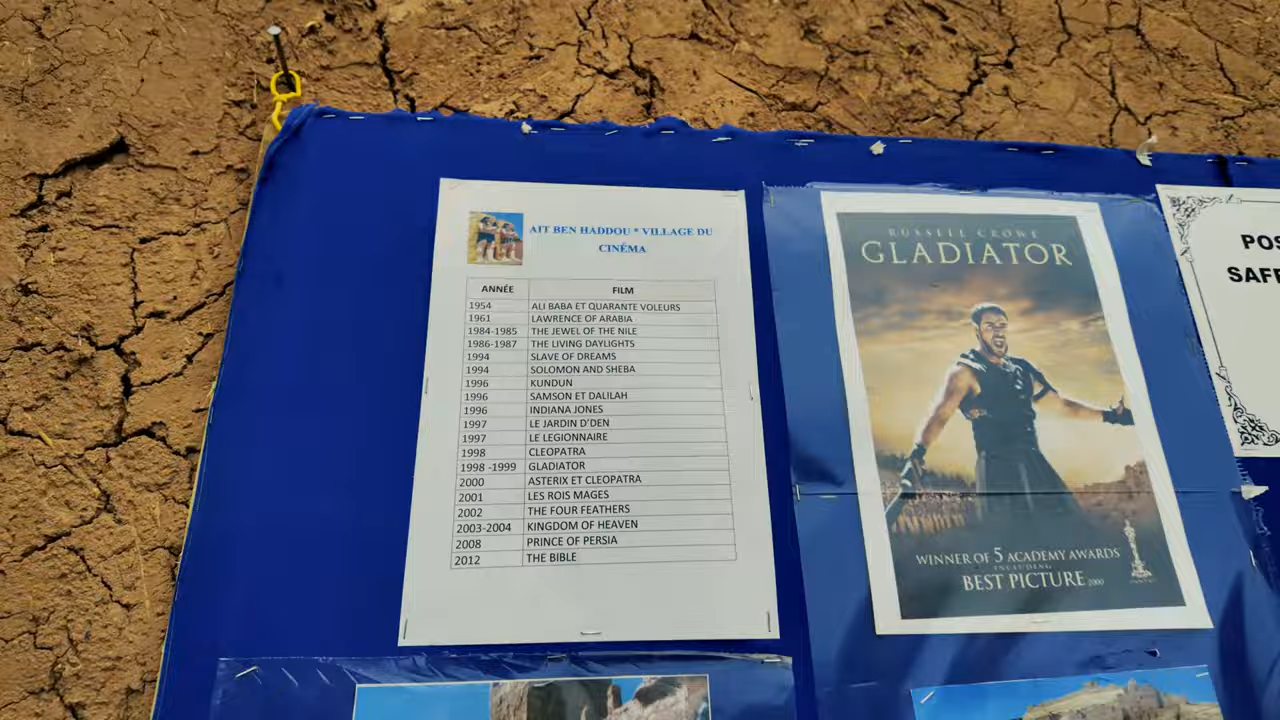 AIT BEN HADDOU * VILLAGE DU
CINÉMA
ANNÉE FILM
1954 ALI BABA ET QUARANTE VOLEURS
1961 LAWRENCE OF ARABIA
1984-1985 THE JEWEL OF THE NILE
1986-1987 THE LIVING DAYLIGHTS
1994 SLAVE OF DREAMS
1994 SOLOMON AND SHEBA
1996 KUNDUN
1996 SAMSON ET DALILAH
1996 INDIANA JONES
1997 LE JARDIN D'DEN
1997 LE LEGIONNAIRE
1998 CLEOPATRA
1998 -1999 GLADIATOR
2000 ASTERIX ET CLEOPATRA
2001 LES ROIS MAGES
2002 THE FOUR FEATHERS
2003-2004 KINGDOM OF HEAVEN
2008 PRINCE OF PERSIA
2012 THE BIBLE
RUSSELL CROWE
GLADIATOR
WINNER OF 5 ACADEMY AWARDS
INCLUDING
BEST PICTURE 2000
POS
SAFE